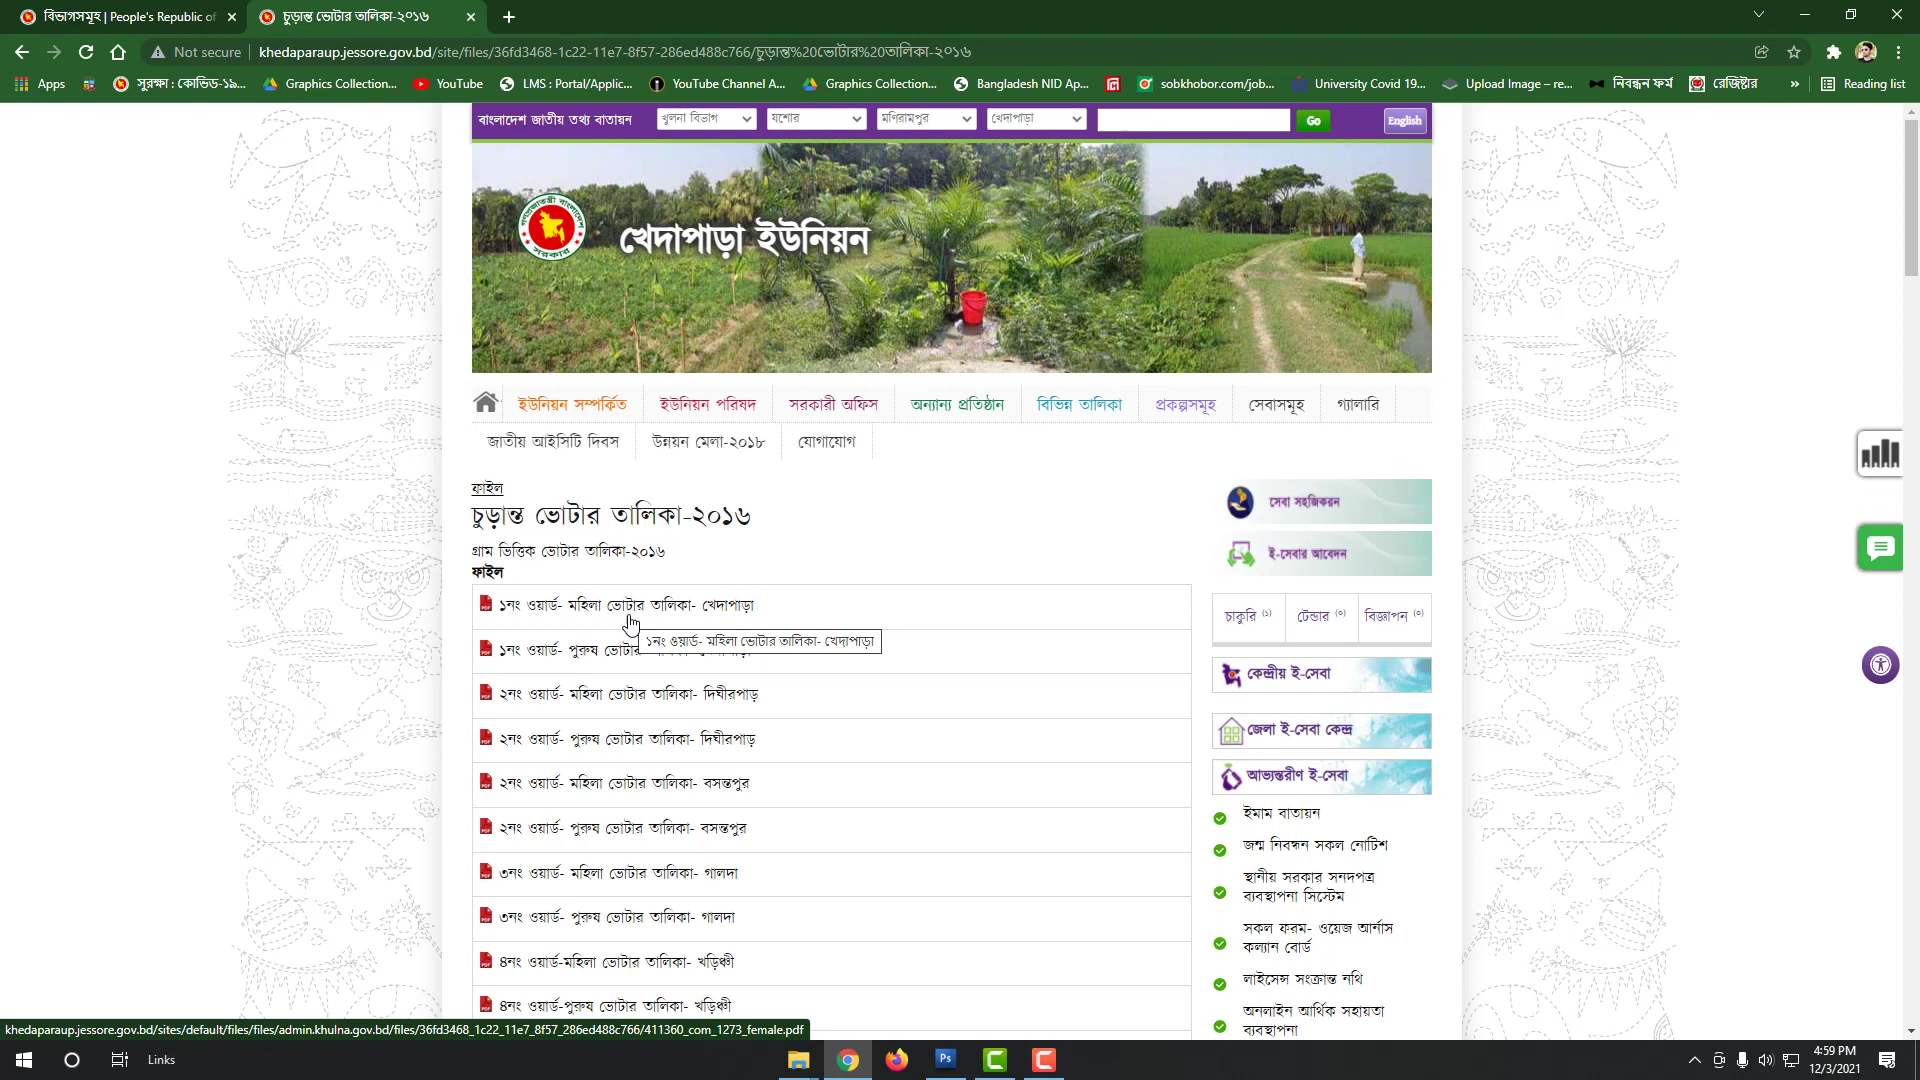 বিভাগসমূহ | People's Republic of
চুড়ান্ত ভোটার তালিকা-২০১৬
Not secure
khedaparaup.jessore.gov.bd/site/files/36fd3468-1c22-11e7-8f57-286ed488c766/চুড়ান্ত%20ভোটার%20তালিকা-২০১৬
Apps
সুরক্ষা : কোভিড-১৯...
Graphics Collection...
YouTube
LMS : Portal/Applic...
YouTube Channel A...
Graphics Collection...
Bangladesh NID Ap...
sobkhobor.com/job...
University Covid 19...
Upload Image – re...
নিবন্ধন ফর্ম
রেজিষ্টার
»
Reading list
বাংলাদেশ জাতীয় তথ্য বাতায়ন
খুলনা বিভাগ
যশোর
মণিরামপুর
খেদাপাড়া
Go
English
খেদাপাড়া ইউনিয়ন
ইউনিয়ন সম্পর্কিত
ইউনিয়ন পরিষদ
সরকারী অফিস
অন্যান্য প্রতিষ্ঠান
বিভিন্ন তালিকা
প্রকল্পসমূহ
সেবাসমূহ
গ্যালারি
জাতীয় আইসিটি দিবস
উন্নয়ন মেলা-২০১৮
যোগাযোগ
ফাইল
চুড়ান্ত ভোটার তালিকা-২০১৬
গ্রাম ভিত্তিক ভোটার তালিকা-২০১৬
ফাইল
১নং ওয়ার্ড- মহিলা ভোটার তালিকা- খেদাপাড়া
১নং ওয়ার্ড- মহিলা ভোটার তালিকা- খেদাপাড়া
১নং ওয়ার্ড- পুরুষ ভোটার
২নং ওয়ার্ড- মহিলা ভোটার তালিকা- দিঘীরপাড়
২নং ওয়ার্ড- পুরুষ ভোটার তালিকা- দিঘীরপাড়
২নং ওয়ার্ড- মহিলা ভোটার তালিকা- বসন্তপুর
২নং ওয়ার্ড- পুরুষ ভোটার তালিকা- বসন্তপুর
৩নং ওয়ার্ড- মহিলা ভোটার তালিকা- গালদা
৩নং ওয়ার্ড- পুরুষ ভোটার তালিকা- গালদা
৪নং ওয়ার্ড-মহিলা ভোটার তালিকা- খড়িঞ্চী
৪নং ওয়ার্ড-পুরুষ ভোটার তালিকা- খড়িঞ্চী
সেবা সহজিকরন
ই-সেবার আবেদন
চাকুরি (১)
টেন্ডার (০)
বিজ্ঞাপন (০)
কেন্দ্রীয় ই-সেবা
জেলা ই-সেবা কেন্দ্র
আভ্যন্তরীণ ই-সেবা
ইমাম বাতায়ন
জন্ম নিবন্ধন সকল নোটিশ
স্থানীয় সরকার সনদপত্র
ব্যবস্থাপনা সিস্টেম
সকল ফরম- ওয়েজ আর্নাস
কল্যান বোর্ড
লাইসেন্স সংক্রান্ত নথি
অনলাইন আর্থিক সহায়তা
ব্যবস্থাপনা
khedaparaup.jessore.gov.bd/sites/default/files/files/admin.khulna.gov.bd/files/36fd3468_1c22_11e7_8f57_286ed488c766/411360_com_1273_female.pdf
Links
Ps
4:59 PM
12/3/2021